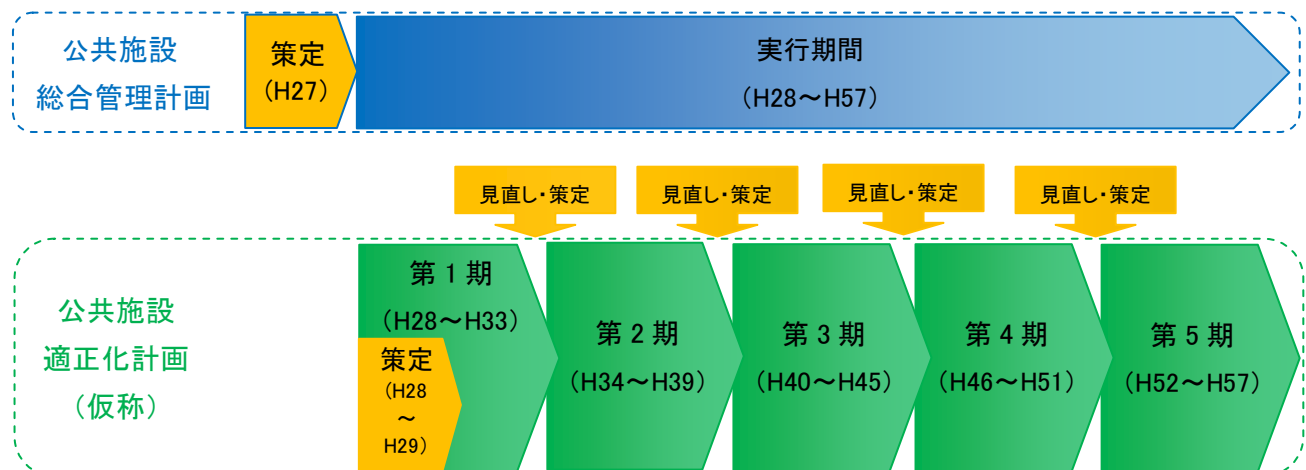 公共施設
総合管理計画
策定
（H27）
実行期間
（H28～H57）
見直し・策定
見直し・策定
見直し・策定
見直し・策定
公共施設
適正化計画
（仮称）
第１期
（H28～H33）
策定
（H28
～
H29）
第２期
（H34～H39）
第３期
（H40～H45）
第４期
（H46～H51）
第５期
（H52～H57）